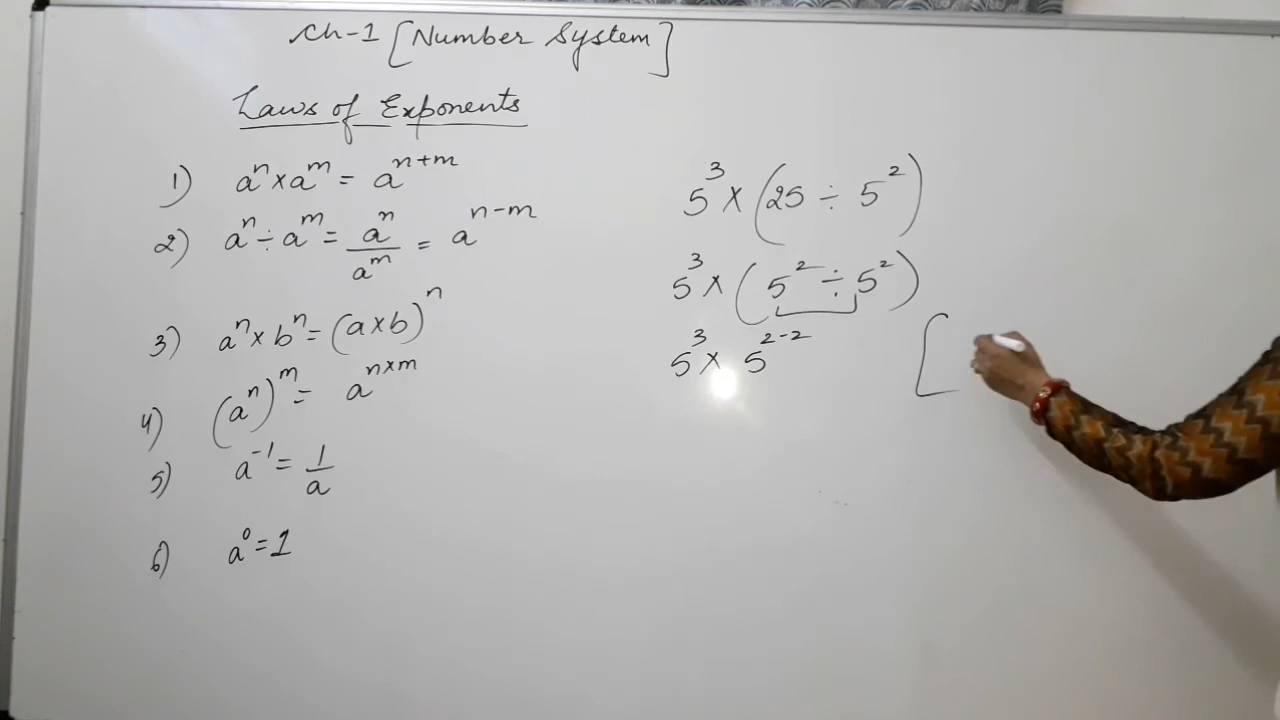 Ch-1 [Number System]
Laws of Exponents
1) aⁿ × aᵐ = aⁿ⁺ᵐ
2) aⁿ ÷ aᵐ = aⁿ/aᵐ = aⁿ⁻ᵐ
3) aⁿ × bⁿ = (a×b)ⁿ
4) (aⁿ)ᵐ = aⁿˣᵐ
5) a⁻¹ = 1/a
6) a⁰ = 1
5³ × (25 ÷ 5²)
5³ × (5² ÷ 5²)
5³ × 5²⁻² [